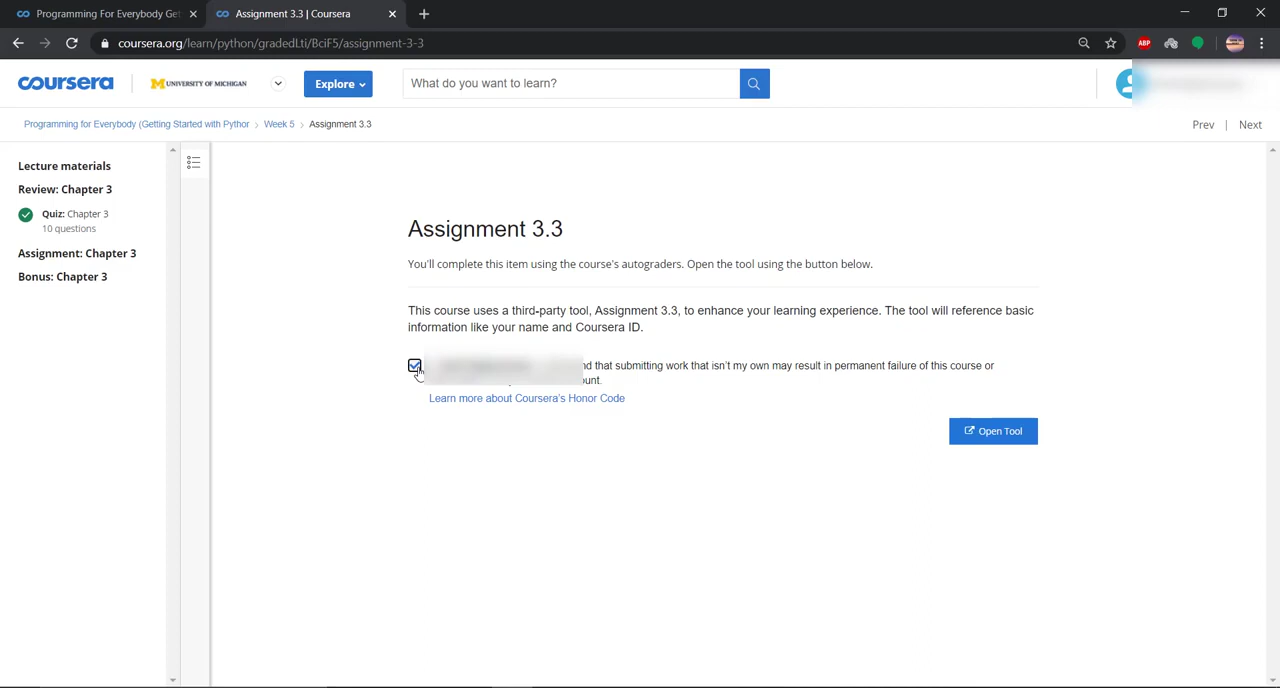 Programming For Everybody Get
Assignment 3.3 | Coursera
coursera.org/learn/python/gradedLti/BciF5/assignment-3-3
ABP
coursera
M UNIVERSITY OF MICHIGAN
Explore
What do you want to learn?
Programming for Everybody (Getting Started with Python
Week 5
Assignment 3.3
Prev | Next
Lecture materials
Review: Chapter 3
Quiz: Chapter 3
10 questions
Assignment: Chapter 3
Bonus: Chapter 3
Assignment 3.3
You'll complete this item using the course's autograders. Open the tool using the button below.
This course uses a third-party tool, Assignment 3.3, to enhance your learning experience. The tool will reference basic
information like your name and Coursera ID.
that submitting work that isn't my own may result in permanent failure of this course or
Learn more about Coursera's Honor Code
Open Tool